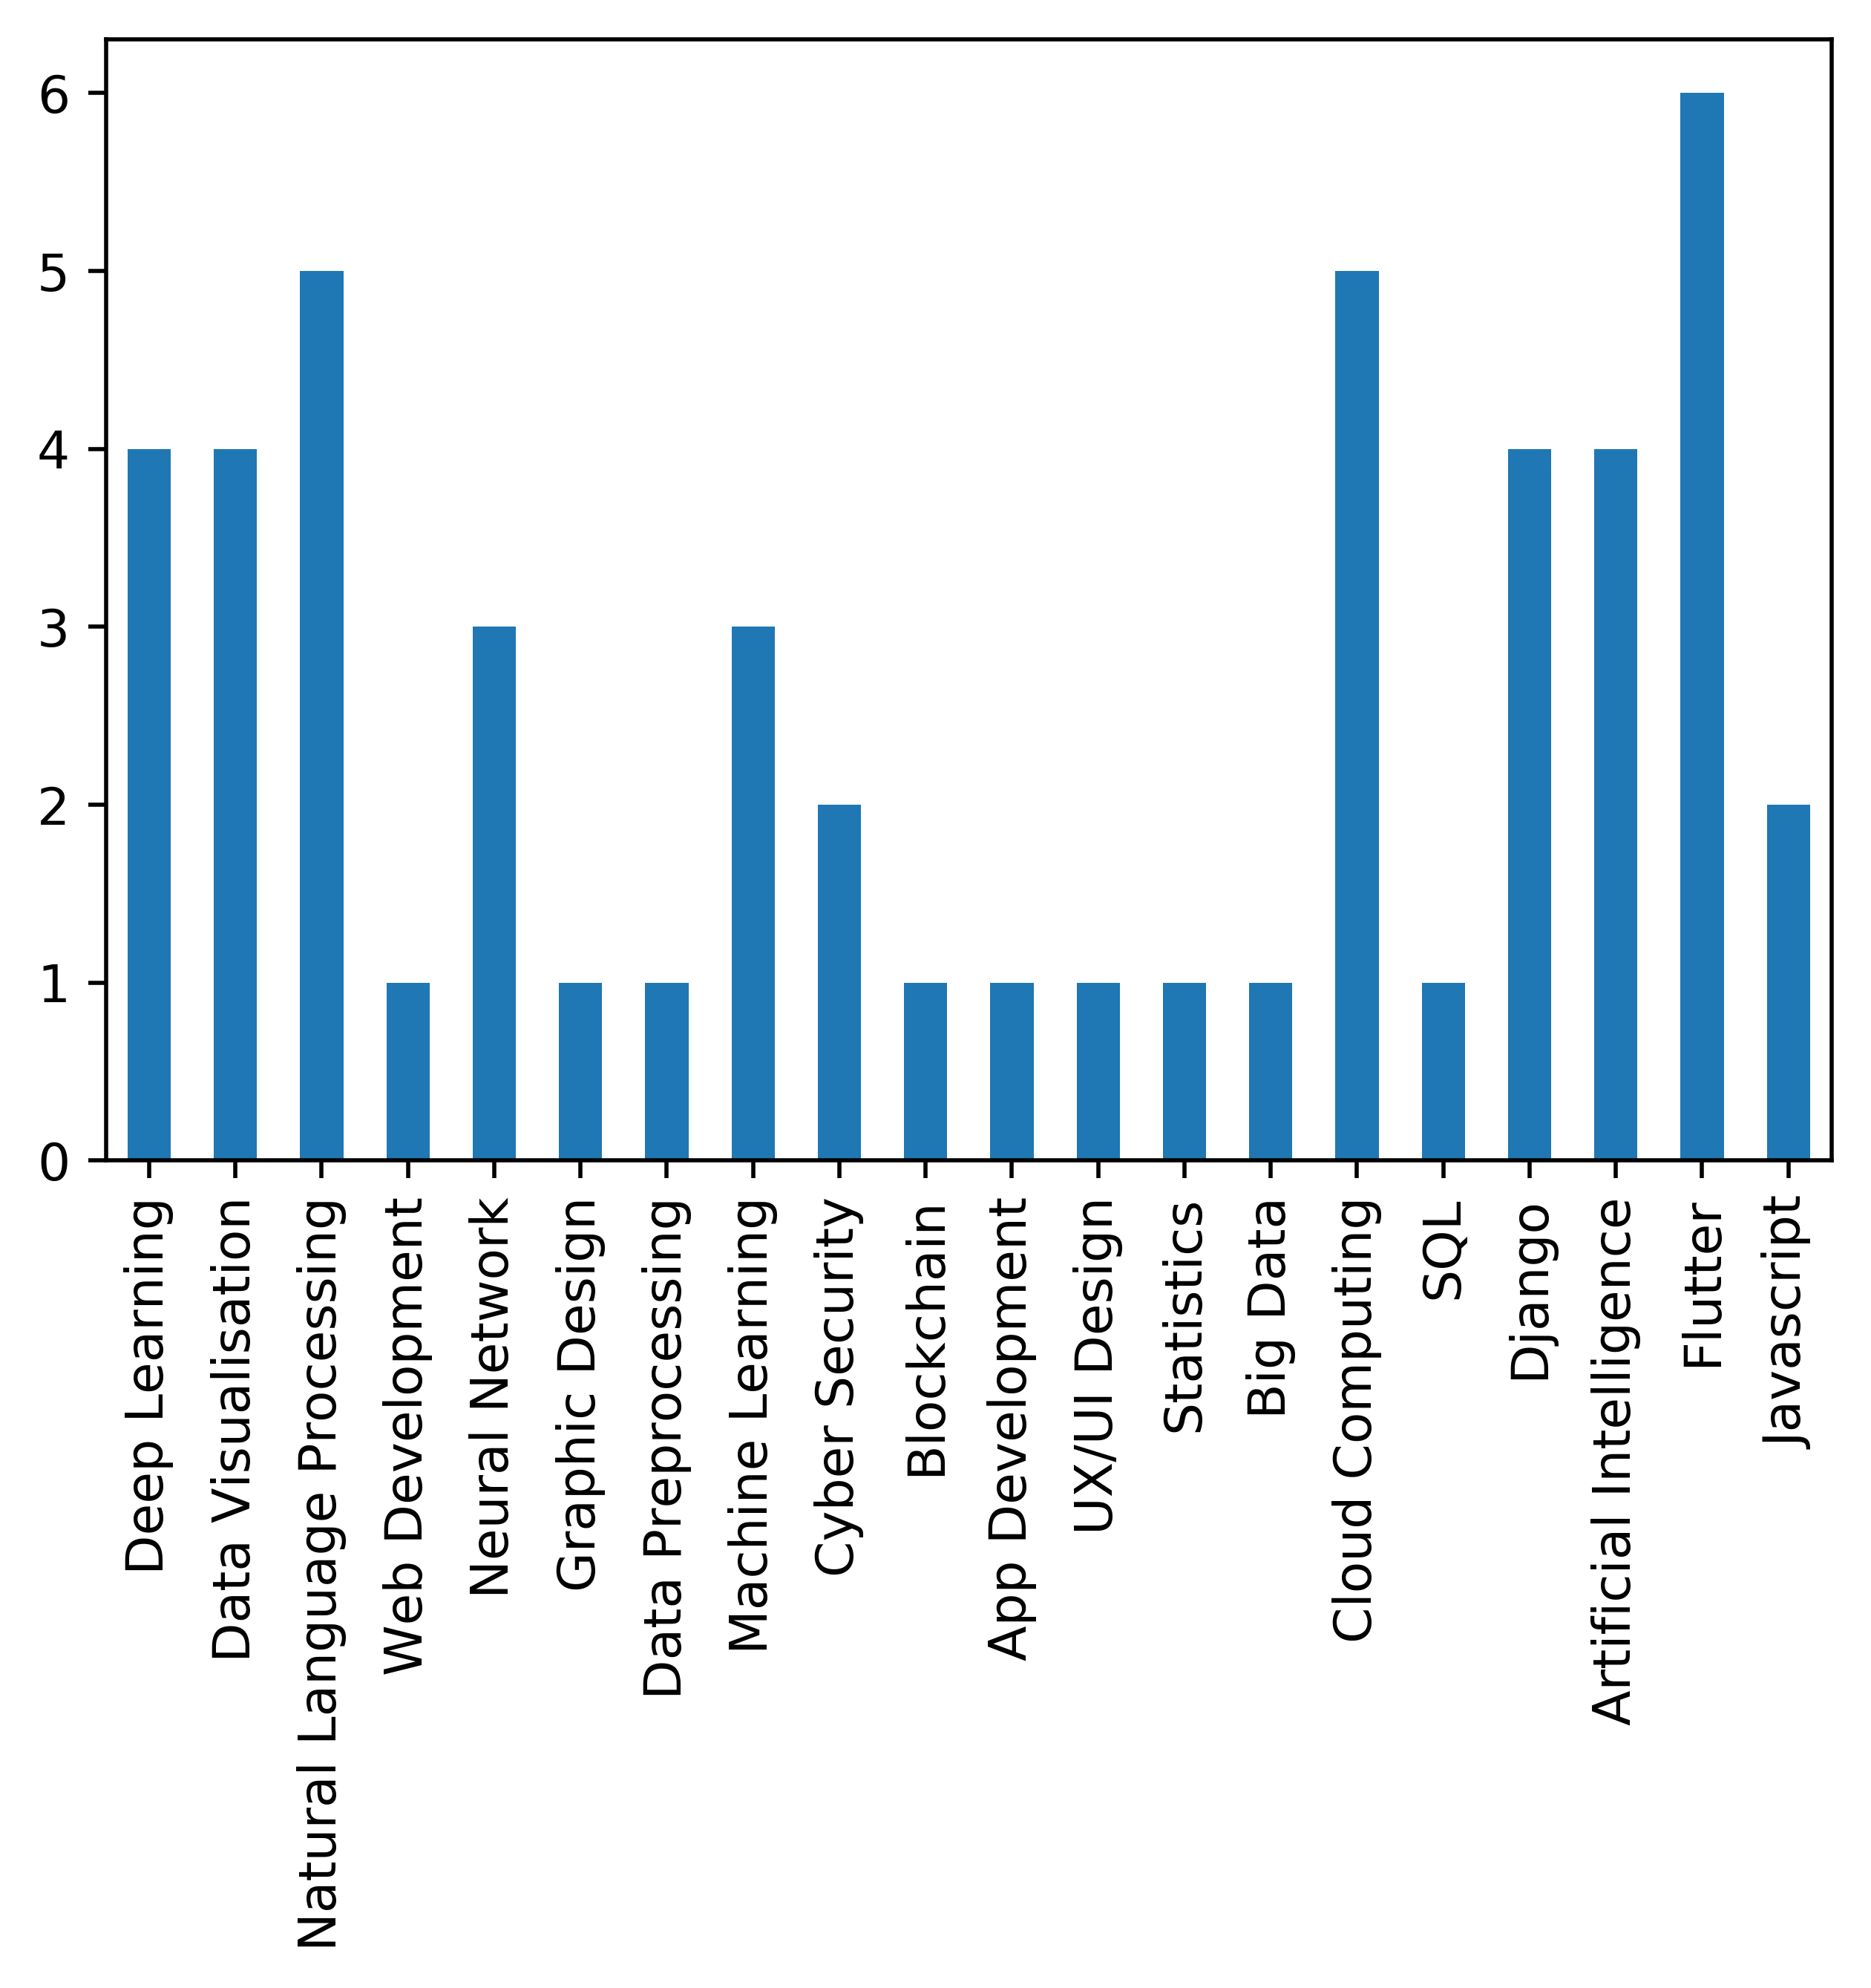 6
5
4
3
2
1
0
Deep Learning
Data Visualisation
Natural Language Processing
Web Development
Neural Network
Graphic Design
Data Preprocessing
Machine Learning
Cyber Security
Blockchain
App Development
UX/UI Design
Statistics
Big Data
Cloud Computing
SQL
Django
Artificial Intelligence
Flutter
Javascript